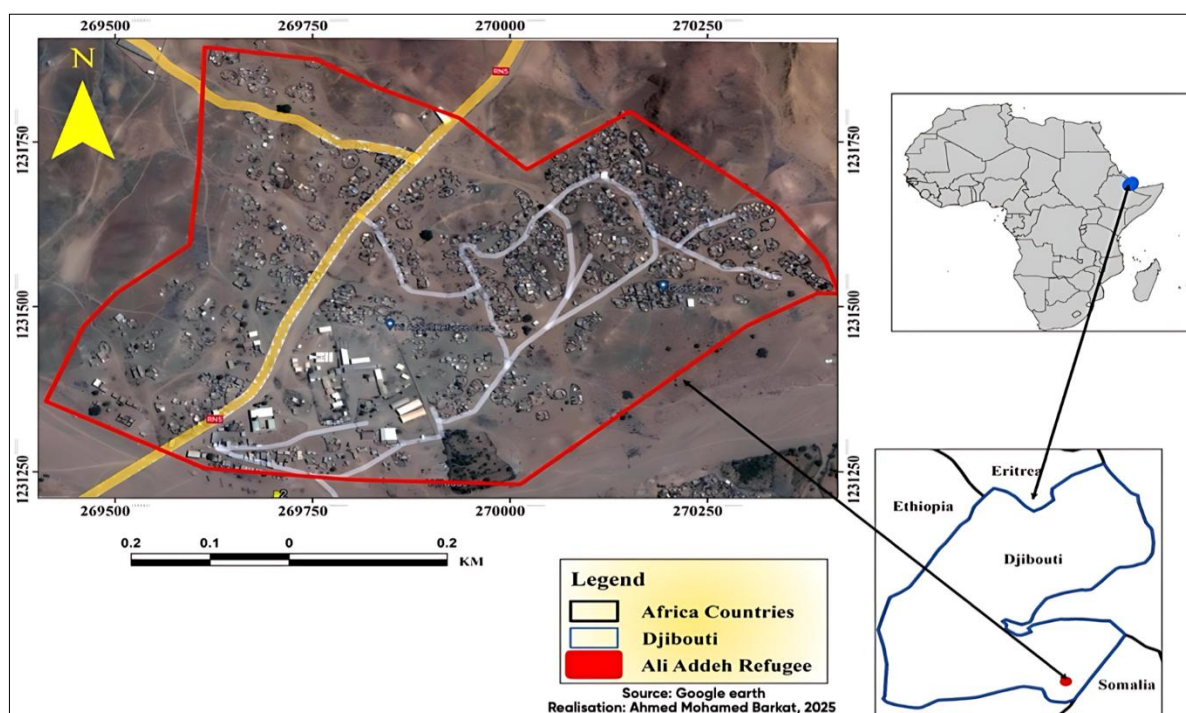 269500
269750
270000
270250
N
RN5
1231750
1231750
1231500
1231500
RN5
1231250
1231250
269500
269750
270000
270250
0.2
0.1
0
0.2
KM
Legend
Africa Countries
Djibouti
Ali Addeh Refugee
Source: Google earth
Realisation: Ahmed Mohamed Barkat, 2025
Eritrea
Ethiopia
Djibouti
Somalia